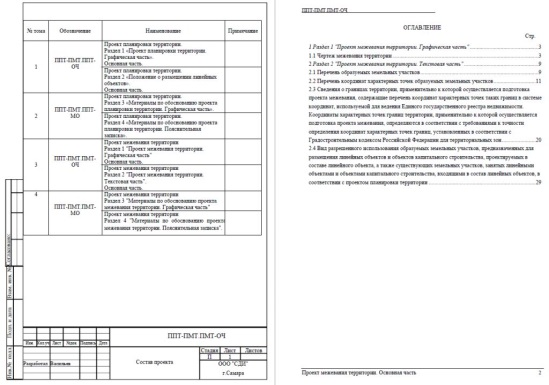 № тома Обозначение Наименование Примечание
1
ППТ-ПМТ.ППТ-
ОЧ
Проект планировки территории.
Раздел 1 «Проект планировки территории.
Графическая часть».
Основная часть.
Проект планировки территории.
Раздел 2 «Положение о размещении линейных
объектов».
Основная часть.
2
ППТ-ПМТ.ППТ-
МО
Проект планировки территории.
Раздел 3 «Материалы по обоснованию проекта
планировки территории. Графическая часть».
Проект планировки территории.
Раздел 4 «Материалы по обоснованию проекта
планировки территории. Пояснительная
записка».
3
ППТ-ПМТ.ПМТ-
ОЧ
Проект межевания территории
Раздел 1 "Проект межевания территории.
Графическая часть"
Основная часть.
Проект межевания территории
Раздел 2 "Проект межевания территории.
Текстовая часть".
Основная часть.
4
ППТ-ПМТ.ПМТ-
МО
Проект межевания территории
Раздел 3 "Материалы по обоснованию проекта
межевания территории. Графическая часть"
Проект межевания территории
Раздел 4 "Материалы по обоснованию проекта
межевания территории. Пояснительная записка".
Согласовано
Взам. инв. №
Подп. и дата
Инв.№ подл.
ППТ-ПМТ.ПМТ-ОЧ
Изм Кол.уч Лист №док Подпись Дата
Разработал
Состав проекта
Стадия Лист Листов
П 1
ООО "СДИ"
г.Самара
ППТ-ПМТ.ПМТ-ОЧ
ОГЛАВЛЕНИЕ
Стр.
1 Раздел 1 "Проект межевания территории. Графическая часть" 3
1.1 Чертеж межевания территории 3
2 Раздел 2 "Проект межевания территории. Текстовая часть" 9
2.1 Перечень образуемых земельных участков 9
2.2 Перечень координат характерных точек образуемых земельных участков 11
2.3 Сведения о границах территории, применительно к которой осуществляется подготовка
проекта межевания, содержащие перечень координат характерных точек таких границ в системе
координат, используемой для ведения Единого государственного реестра недвижимости.
Координаты характерных точек границ территории, применительно к которой осуществляется
подготовка проекта межевания, определяются в соответствии с требованиями к точности
определения координат характерных точек границ, установленных в соответствии с
Градостроительным кодексом Российской Федерации для территориальных зон 20
2.4 Вид разрешенного использования образуемых земельных участков, предназначенных для
размещения линейных объектов и объектов капитального строительства, проектируемых в
составе линейного объекта, а также существующих земельных участков, занятых линейными
объектами и объектами капитального строительства, входящими в состав линейных объектов, в
соответствии с проектом планировки территории 29
Проект межевания территории. Основная часть 2